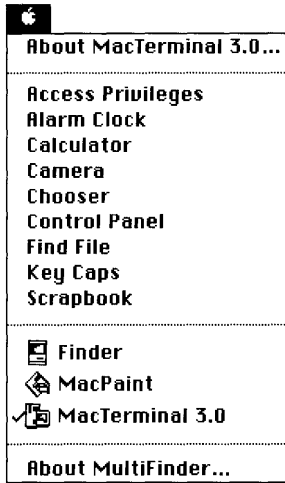 About MacTerminal 3.0...
Access Privileges
Alarm Clock
Calculator
Camera
Chooser
Control Panel
Find File
Key Caps
Scrapbook
Finder
MacPaint
MacTerminal 3.0
About MultiFinder...